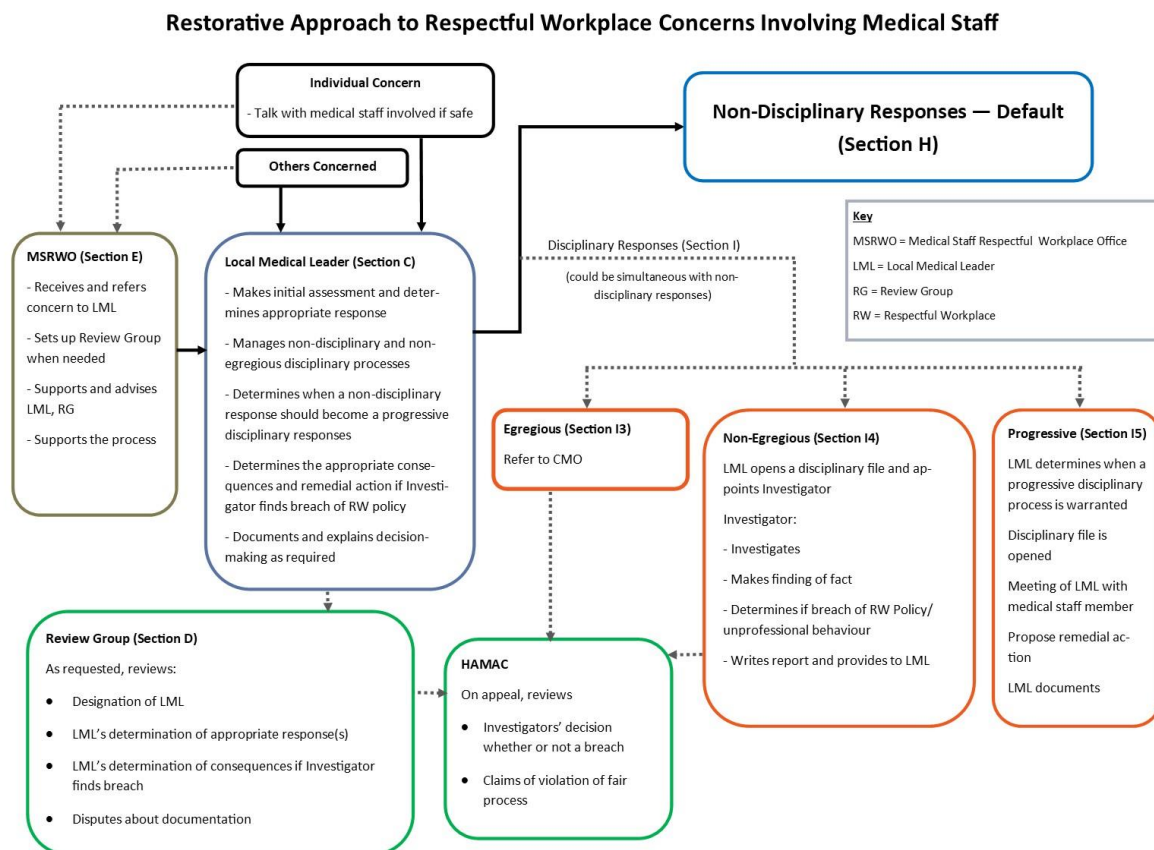 Restorative Approach to Respectful Workplace Concerns Involving Medical Staff
Individual Concern
- Talk with medical staff involved if safe
Others Concerned
Non-Disciplinary Responses — Default
(Section H)
Key
MSRWO = Medical Staff Respectful Workplace Office
LML = Local Medical Leader
RG = Review Group
RW = Respectful Workplace
MSRWO (Section E)
- Receives and refers
concern to LML
- Sets up Review Group
when needed
- Supports and advises
LML, RG
- Supports the process
Local Medical Leader (Section C)
- Makes initial assessment and deter-
mines appropriate response
- Manages non-disciplinary and non-
egregious disciplinary processes
- Determines when a non-disciplinary
response should become a progressive
disciplinary responses
- Determines the appropriate conse-
quences and remedial action if Investi-
gator finds breach of RW policy
- Documents and explains decision-
making as required
Disciplinary Responses (Section I)
(could be simultaneous with non-
disciplinary responses)
Egregious (Section I3)
Refer to CMO
Non-Egregious (Section I4)
LML opens a disciplinary file and ap-
points Investigator
Investigator:
- Investigates
- Makes finding of fact
- Determines if breach of RW Policy/
unprofessional behaviour
- Writes report and provides to LML
Progressive (Section I5)
LML determines when a
progressive disciplinary
process is warranted
Disciplinary file is
opened
Meeting of LML with
medical staff member
Propose remedial ac-
tion
LML documents
Review Group (Section D)
As requested, reviews:
• Designation of LML
• LML's determination of appropriate response(s)
• LML's determination of consequences if Investigator
finds breach
• Disputes about documentation
HAMAC
On appeal, reviews
• Investigators' decision
whether or not a breach
• Claims of violation of fair
process